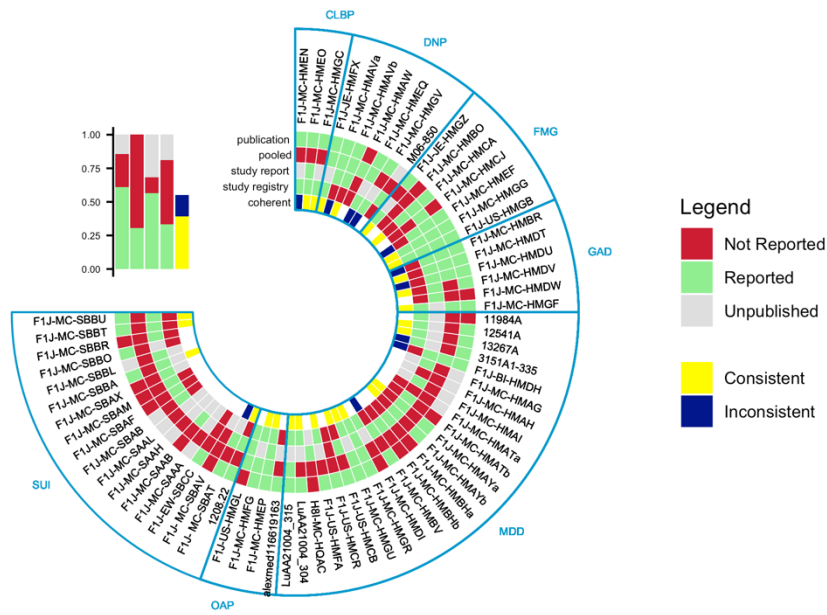 CLBP
DNP
FMG
GAD
MDD
OAP
SUI
F1J-MC-HMEN
F1J-MC-HMEO
F1J-MC-HMGC
F1J-JE-HMFX
F1J-MC-HMAVa
F1J-MC-HMAVb
F1J-MC-HMAW
F1J-MC-HMEQ
F1J-MC-HMGV
M06-850
F1J-JE-HMGZ
F1J-MC-HMBO
F1J-MC-HMCA
F1J-MC-HMCJ
F1J-MC-HMEF
F1J-MC-HMGG
F1J-US-HMGB
F1J-MC-HMBR
F1J-MC-HMDT
F1J-MC-HMDU
F1J-MC-HMDV
F1J-MC-HMDW
F1J-MC-HMGF
11984A
12541A
13267A
3151A1-335
F1J-BI-HMDH
F1J-MC-HMAG
F1J-MC-HMAH
F1J-MC-HMAI
F1J-MC-HMATa
F1J-MC-HMATb
F1J-MC-HMAYa
F1J-MC-HMAYb
F1J-MC-HMBHa
F1J-MC-HMBHb
F1J-MC-HMBV
F1J-MC-HMDI
F1J-MC-HMGR
F1J-MC-HMGU
F1J-US-HMCB
F1J-US-HMCR
F1J-US-HMFA
H8I-MC-HQAC
LuAA21004_304
LuAA21004_315
alexmed116619163
F1J-MC-HMEP
F1J-MC-HMFG
F1J-US-HMGL
1208.22
F1J-MC-SBAT
F1J-MC-SBAV
F1J-EW-SBCC
F1J-MC-SAAA
F1J-MC-SAAB
F1J-MC-SAAH
F1J-MC-SAAL
F1J-MC-SBAB
F1J-MC-SBAF
F1J-MC-SBAM
F1J-MC-SBAX
F1J-MC-SBBA
F1J-MC-SBBL
F1J-MC-SBBO
F1J-MC-SBBR
F1J-MC-SBBT
F1J-MC-SBBU
publication
pooled
study report
study registry
coherent
1.00
0.75
0.50
0.25
0.00
Legend
Not Reported
Reported
Unpublished
Consistent
Inconsistent